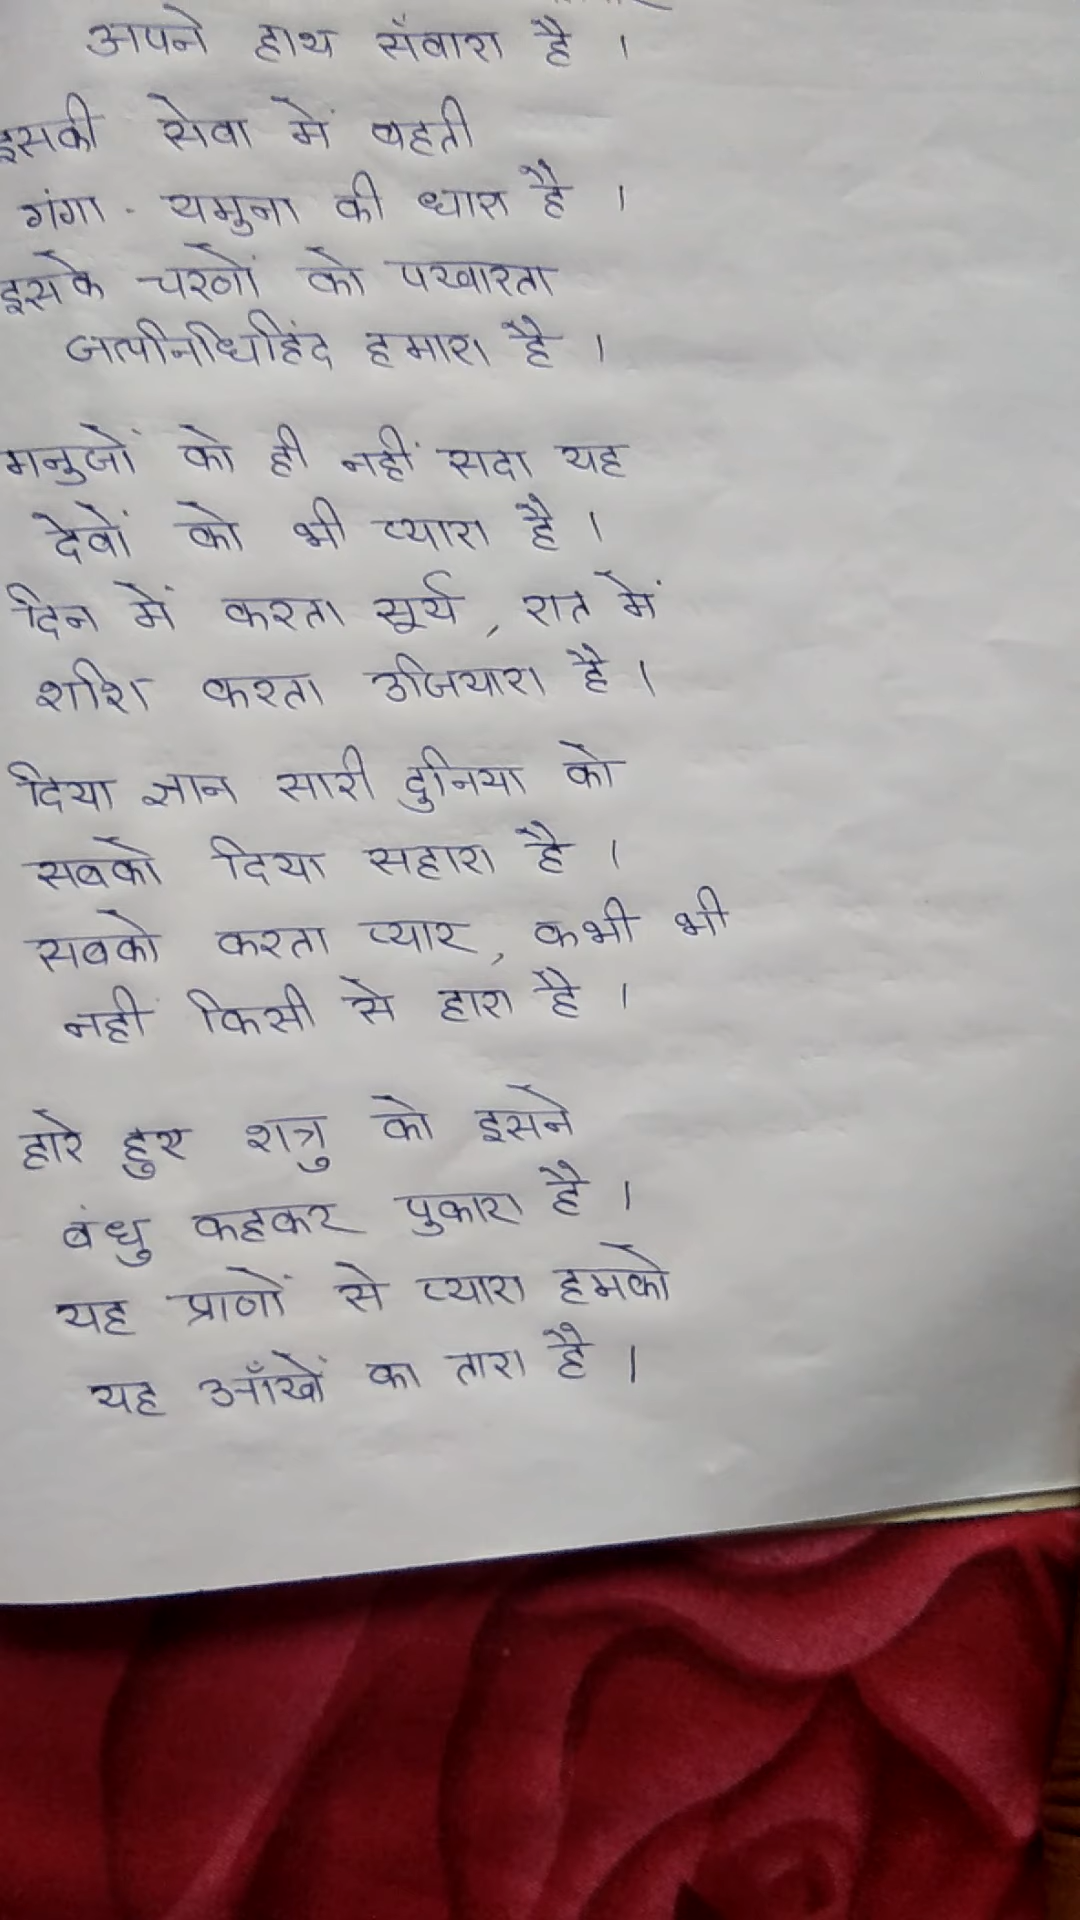 अपने हाथ सँवारा है ।
इसकी सेवा में बहती
गंगा - यमुना की धारा है ।
इसके चरणों को पखारता
जलनिधिहिंद हमारा है ।
मनुजों को ही नहीं सदा यह
देवों को भी प्यारा है ।
दिन में करता सूर्य, रात में
शशि करता उजियारा है ।
दिया ज्ञान सारी दुनिया को
सबको दिया सहारा है ।
सबको करता प्यार, कभी भी
नहीं किसी से हारा है ।
हारे हुए शत्रु को इसने
बंधु कहकर पुकारा है ।
यह प्राणों से प्यारा हमको
यह आँखों का तारा है ।